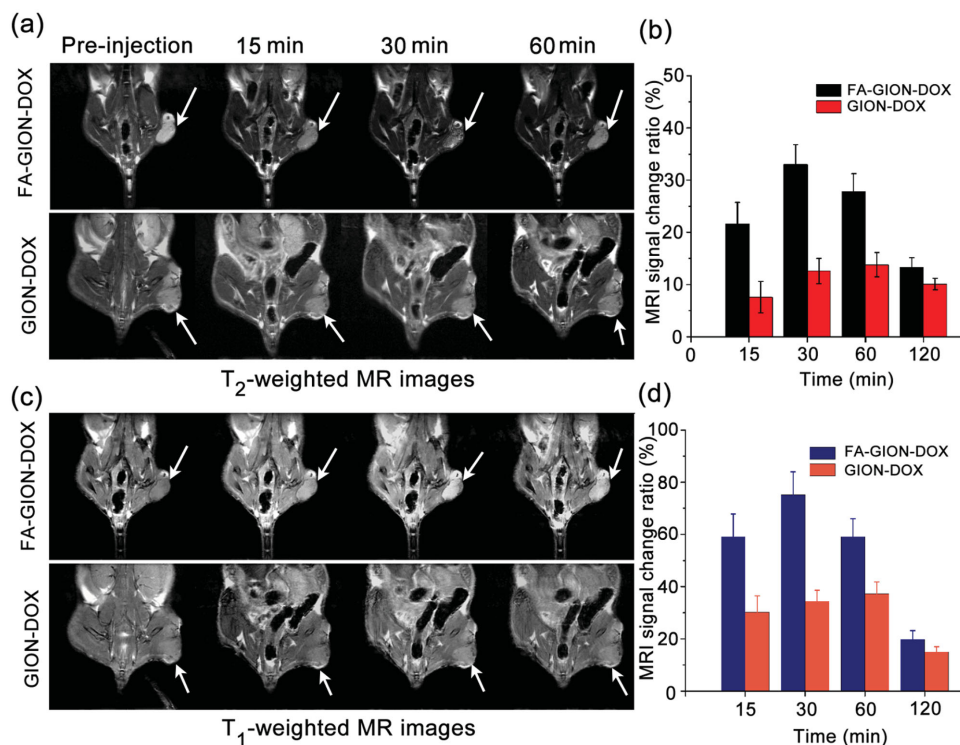 (a)
Pre-injection 15 min 30 min 60 min
FA-GION-DOX
GION-DOX
T₂-weighted MR images
(b)
MRI signal change ratio (%)
50
40
30
20
10
0
FA-GION-DOX
GION-DOX
0 15 30 60 120
Time (min)
(c)
FA-GION-DOX
GION-DOX
T₁-weighted MR images
(d)
MRI signal change ratio (%)
100
80
60
40
20
0
FA-GION-DOX
GION-DOX
15 30 60 120
Time (min)